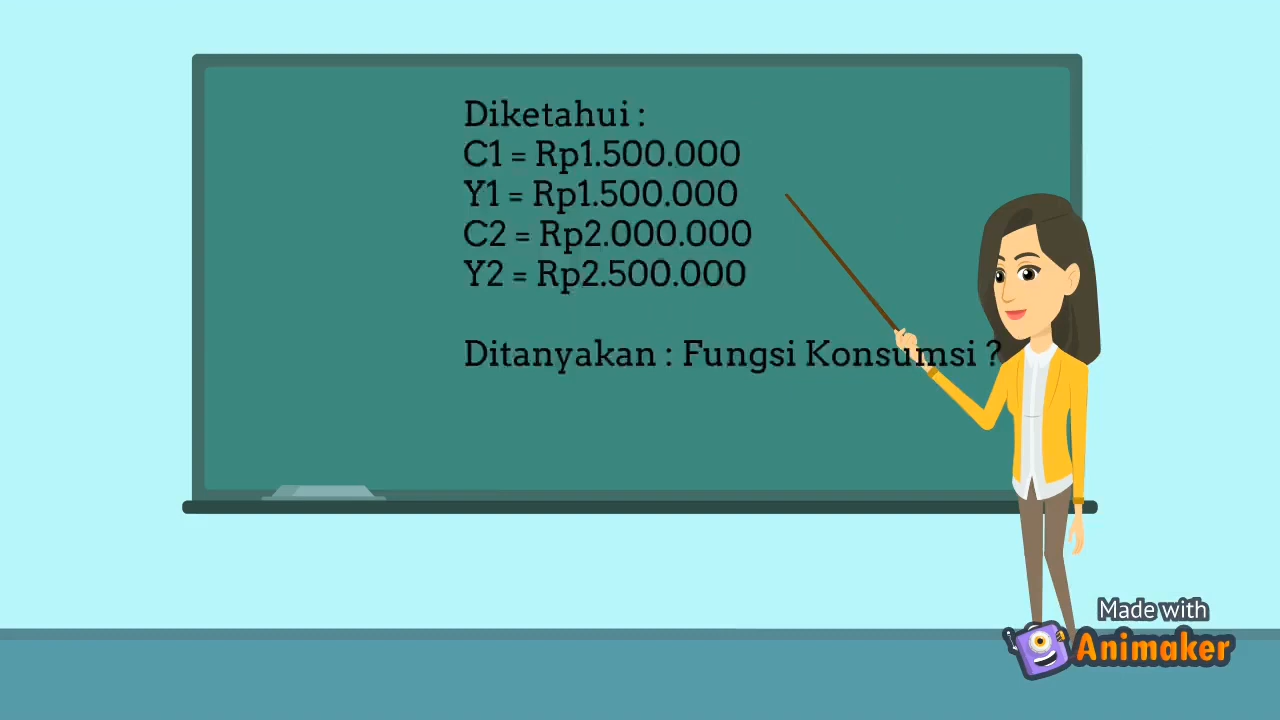 Diketahui :
C1 = Rp1.500.000
Y1 = Rp1.500.000
C2 = Rp2.000.000
Y2 = Rp2.500.000
Ditanyakan : Fungsi Konsumsi ?
Made with
Animaker